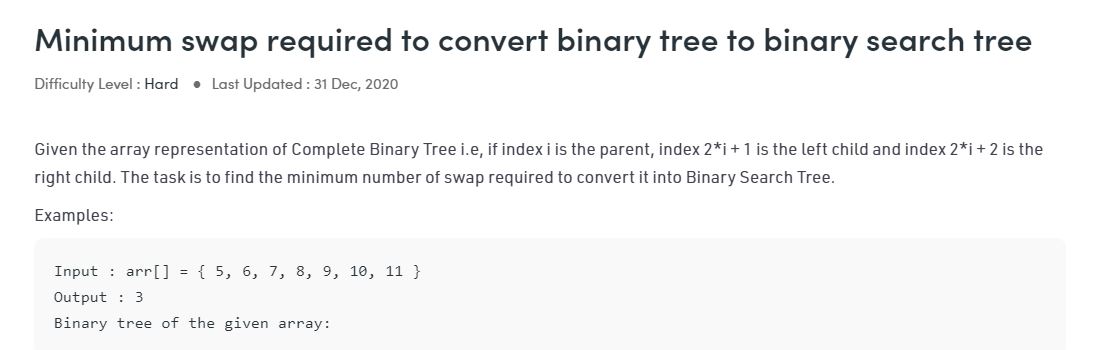 Minimum swap required to convert binary tree to binary search tree
Difficulty Level : Hard ● Last Updated : 31 Dec, 2020
Given the array representation of Complete Binary Tree i.e, if index i is the parent, index 2*i + 1 is the left child and index 2*i + 2 is the
right child. The task is to find the minimum number of swap required to convert it into Binary Search Tree.
Examples:
Input : arr[] = { 5, 6, 7, 8, 9, 10, 11 }
Output : 3
Binary tree of the given array: